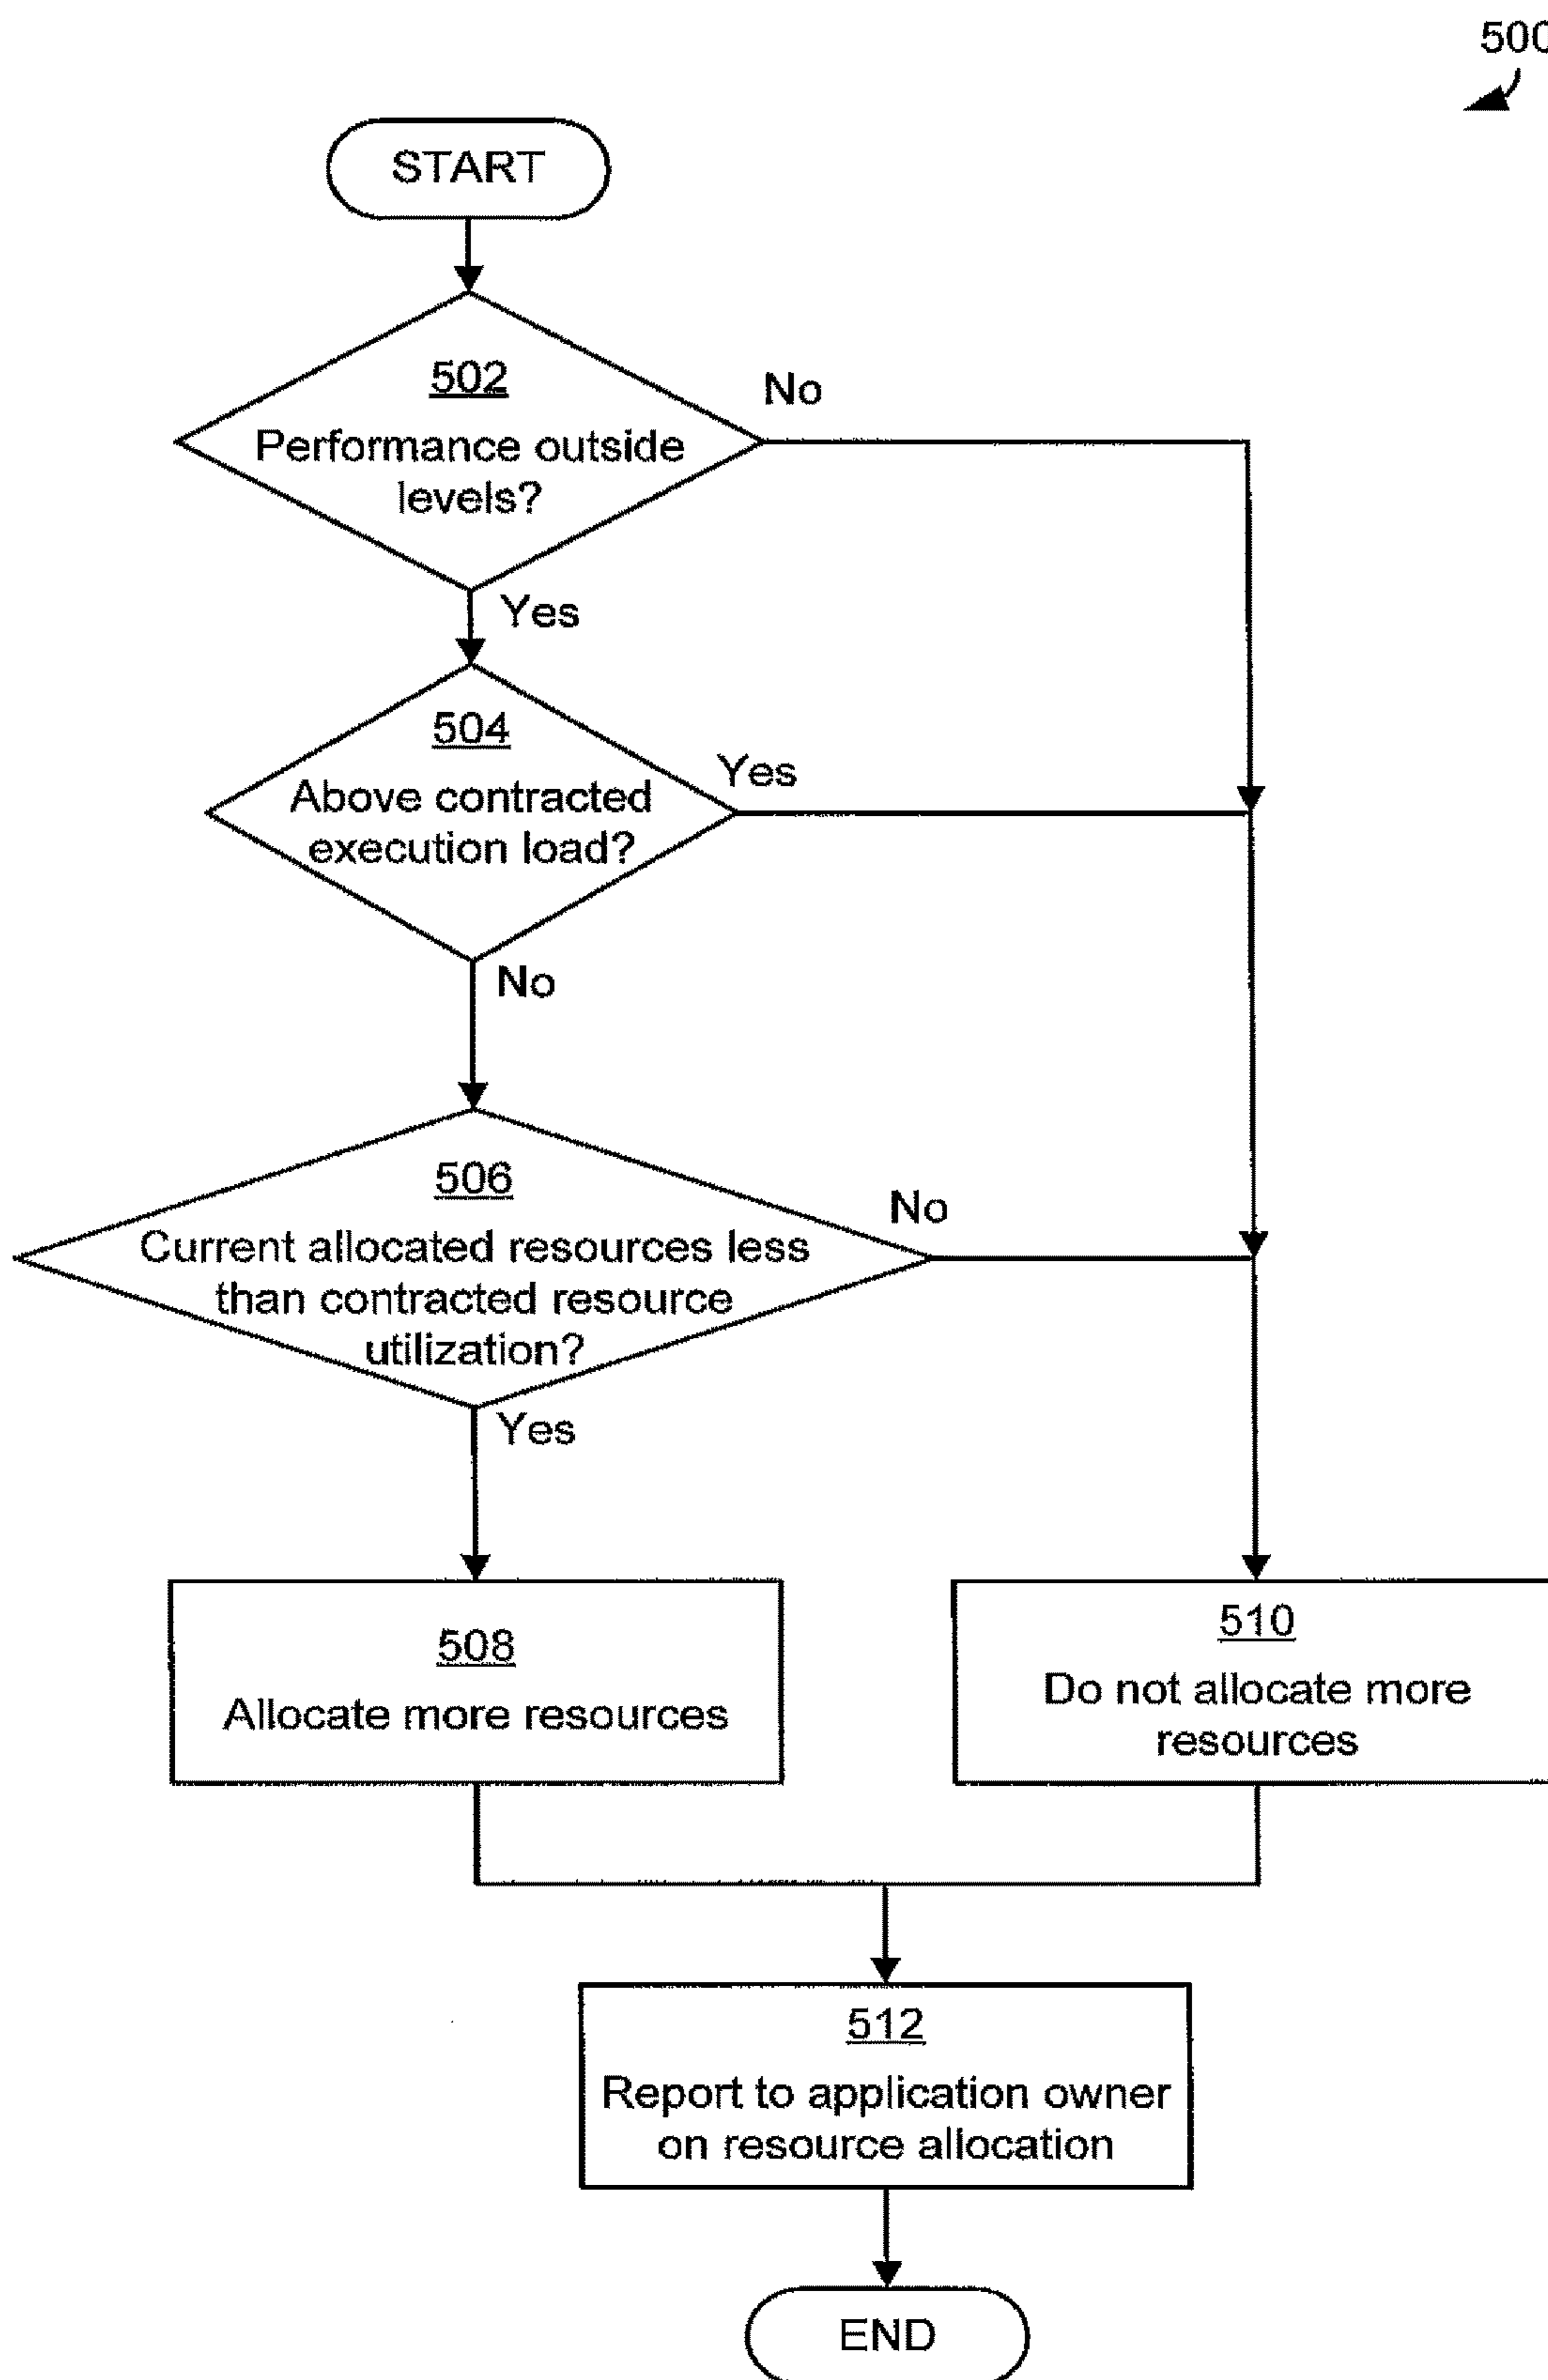 500
START
502
Performance outside
levels?
No
Yes
504
Above contracted
execution load?
Yes
No
506
Current allocated resources less
than contracted resource
utilization?
No
Yes
508
Allocate more resources
510
Do not allocate more
resources
512
Report to application owner
on resource allocation
END